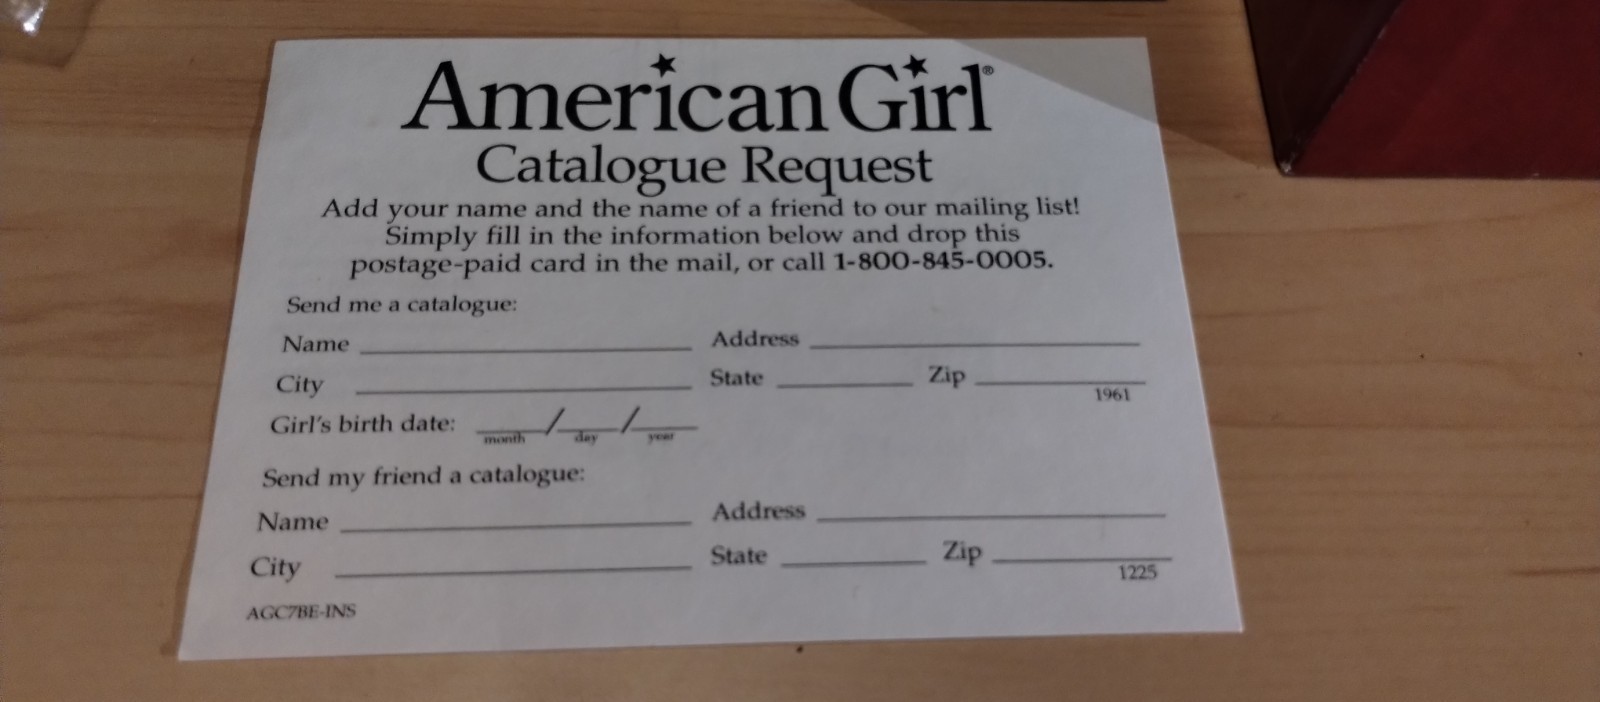 American Girl®
Catalogue Request
Add your name and the name of a friend to our mailing list!
Simply fill in the information below and drop this
postage-paid card in the mail, or call 1-800-845-0005.
Send me a catalogue:
Name Address
City State Zip
1961
Girl's birth date: / /
month day year
Send my friend a catalogue:
Name Address
City State Zip
1225
AGC7BE-INS